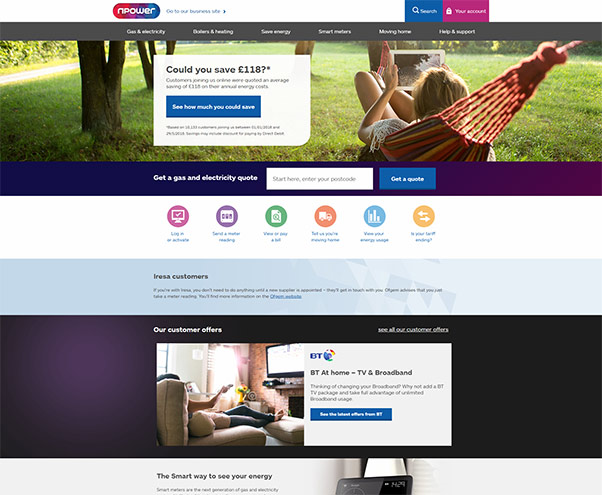 npower
Go to our business site
Search
Your account
Gas & electricity
Boilers & heating
Save energy
Smart meters
Moving home
Help & support
Could you save £118?*
Customers joining us online were quoted an average
saving of £118 on their annual energy costs.
See how much you could save
*Based on 10,133 customers joining us between 01/01/2018 and
29/5/2018. Savings may include discount for paying by Direct Debit
Get a gas and electricity quote
Start here, enter your postcode
Get a quote
Log in
or activate
Send a meter
reading
View or pay
a bill
Tell us you're
moving home
View your
energy usage
Is your tariff
ending?
Iresa customers
If you're with Iresa, you don't need to do anything until a new supplier is appointed – they'll get in touch with you. Ofgem advises that you just
take a meter reading. You'll find more information on the Ofgem website.
Our customer offers
see all our customer offers
BT
BT At home – TV & Broadband
Thinking of changing your Broadband? Why not add a BT
TV package and take full advantage of unlimited
Broadband usage.
See the latest offers from BT
The Smart way to see your energy
Smart meters are the next generation of gas and electricity
14:29